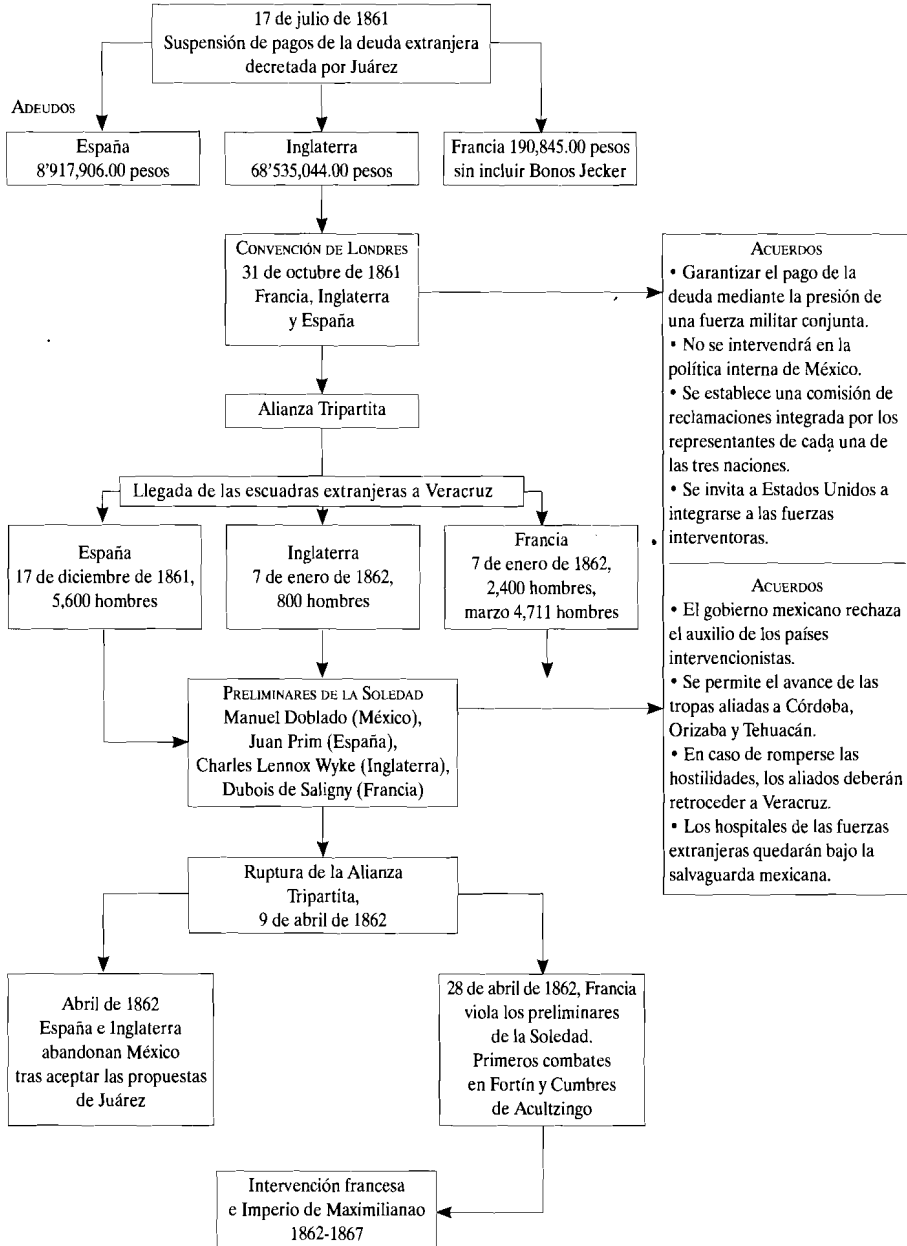 17 de julio de 1861
Suspensión de pagos de la deuda extranjera
decretada por Juárez
ADEUDOS
España
8'917,906.00 pesos
Inglaterra
68'535,044.00 pesos
Francia 190,845.00 pesos
sin incluir Bonos Jecker
CONVENCIÓN DE LONDRES
31 de octubre de 1861
Francia, Inglaterra
y España
ACUERDOS
• Garantizar el pago de la
deuda mediante la presión de
una fuerza militar conjunta.
• No se intervendrá en la
política interna de México.
• Se establece una comisión de
reclamaciones integrada por los
representantes de cada una de
las tres naciones.
• Se invita a Estados Unidos a
integrarse a las fuerzas
interventoras.
Alianza Tripartita
Llegada de las escuadras extranjeras a Veracruz
España
17 de diciembre de 1861,
5,600 hombres
Inglaterra
7 de enero de 1862,
800 hombres
Francia
7 de enero de 1862,
2,400 hombres,
marzo 4,711 hombres
PRELIMINARES DE LA SOLEDAD
Manuel Doblado (México),
Juan Prim (España),
Charles Lennox Wyke (Inglaterra),
Dubois de Saligny (Francia)
ACUERDOS
• El gobierno mexicano rechaza
el auxilio de los países
intervencionistas.
• Se permite el avance de las
tropas aliadas a Córdoba,
Orizaba y Tehuacán.
• En caso de romperse las
hostilidades, los aliados deberán
retroceder a Veracruz.
• Los hospitales de las fuerzas
extranjeras quedarán bajo la
salvaguarda mexicana.
Ruptura de la Alianza
Tripartita,
9 de abril de 1862
Abril de 1862
España e Inglaterra
abandonan México
tras aceptar las propuestas
de Juárez
28 de abril de 1862, Francia
viola los preliminares
de la Soledad.
Primeros combates
en Fortín y Cumbres
de Acultzingo
Intervención francesa
e Imperio de Maximilianao
1862-1867